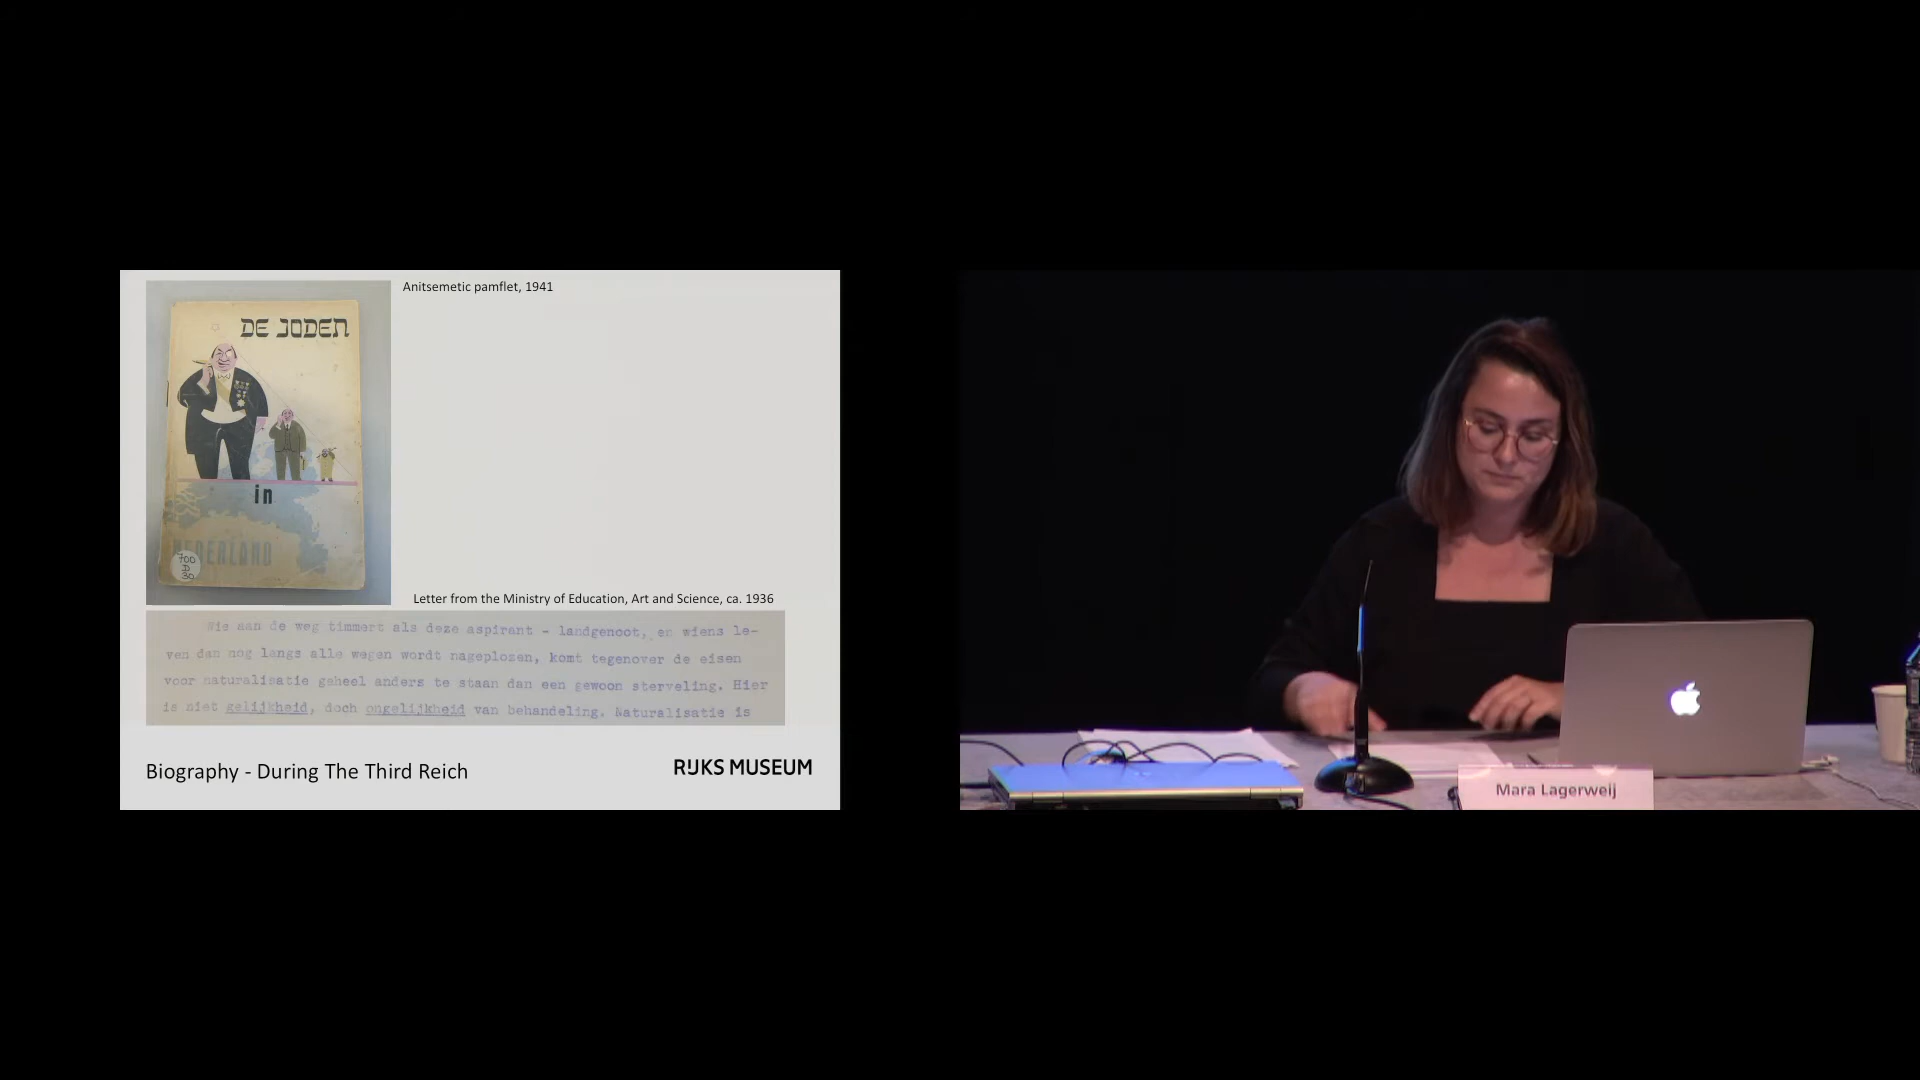 Anitsemetic pamflet, 1941
DE JODEN
in
NEDERLAND
700
D
30
Letter from the Ministry of Education, Art and Science, ca. 1936
Wie aan de weg timmert als deze aspirant - landgenoot, en wiens le-
ven dan nog langs alle wegen wordt nageplozen, komt tegenover de eisen
voor naturalisatie geheel anders te staan dan een gewoon sterveling. Hier
is niet gelijkheid, doch ongelijkheid van behandeling. Naturalisatie is
Biography - During The Third Reich
RIJKS MUSEUM
Mara Lagerweij